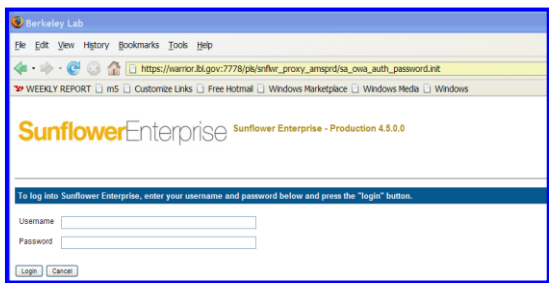 Berkeley Lab
File Edit View History Bookmarks Tools Help
https://warrior.lbl.gov:7778/pls/snflwr_proxy_amsprd/sa_owa_auth_password.init
WEEKLY REPORT m5 Customize Links Free Hotmail Windows Marketplace Windows Media Windows
SunflowerEnterprise Sunflower Enterprise - Production 4.5.0.0
To log into Sunflower Enterprise, enter your username and password below and press the "login" button.
Username
Password
Login Cancel